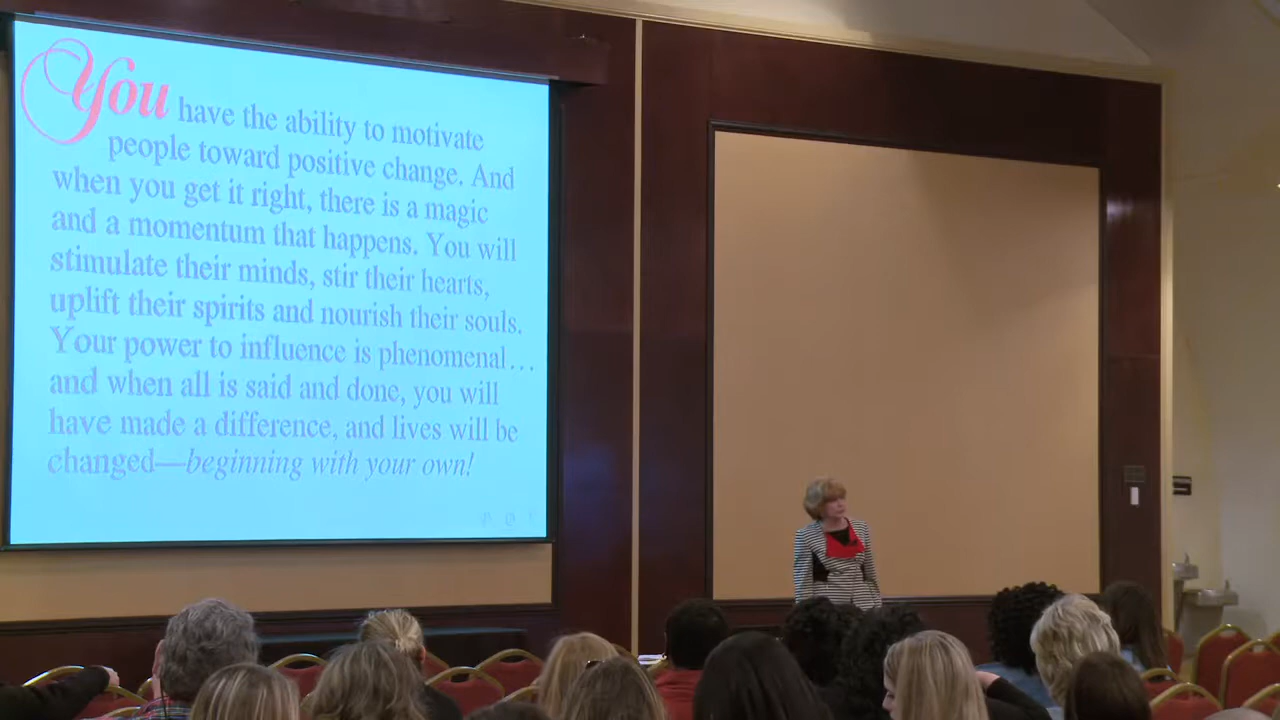 You have the ability to motivate
people toward positive change. And
when you get it right, there is a magic
and a momentum that happens. You will
stimulate their minds, stir their hearts,
uplift their spirits and nourish their souls.
Your power to influence is phenomenal…
and when all is said and done, you will
have made a difference, and lives will be
changed—beginning with your own!